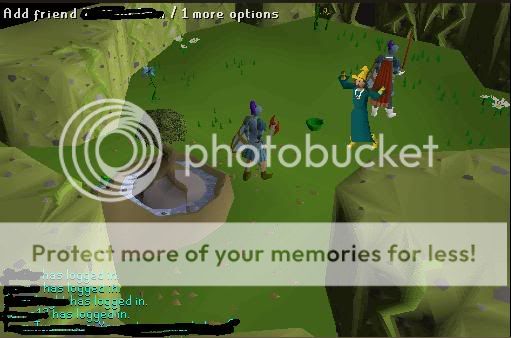 Add friend / 1 more options
photobucket
Protect more of your memories for less!
has logged in.
has logged in.
has logged in.
has logged in.